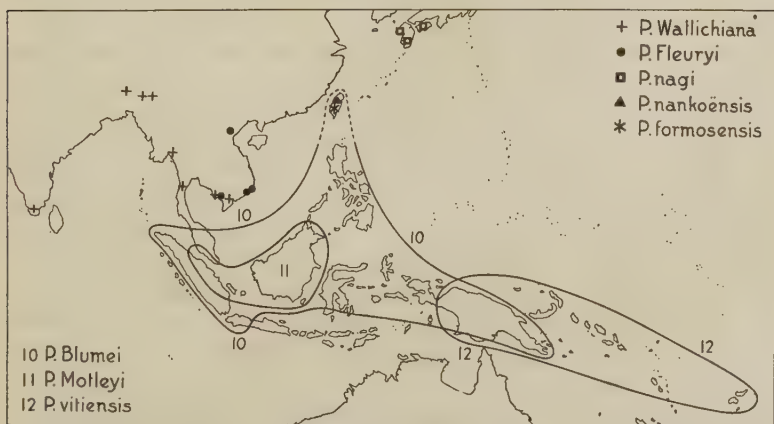 + P. Wallichiana
● P. Fleuryi
P. nagi
▲ P. nankoënsis
P. formosensis
10
10
11
12
10
12
10 P. Blumei
11 P. Motleyi
12 P. vitiensis